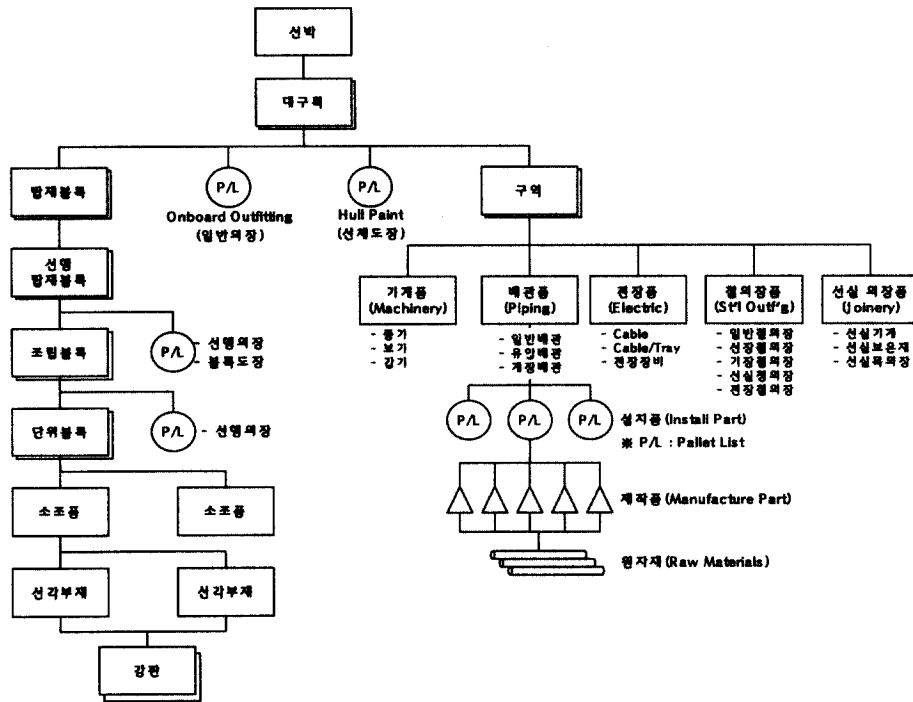 선박
대구획
탑재블록
P/L
Onboard Outfitting
(일반의장)
P/L
Hull Paint
(선체도장)
구역
선행
탑재블록
기계품
(Machinery)
- 보기
배관품
(Piping)
- 일반배관
- 유압배관
- 계장배관
전장품
(Electric)
- Cable
- Cable/Tray
- 전장장비
철의장품
(St'l Outf'g)
- 일반철의장
- 선장철의장
- 기장철의장
- 전장철의장
선실 의장품
(Joinery)
- 선실기계
- 선실보온재
- 선실목의장
조립블록
P/L
- 선행의장
- 블록도장
단위블록
P/L
- 선행의장
P/L
P/L
P/L
설치품 (Install Part)
※ P/L : Pallet List
소조품
소조품
제작품 (Manufacture Part)
원자재 (Raw Materials)
선각부재
선각부재
강판